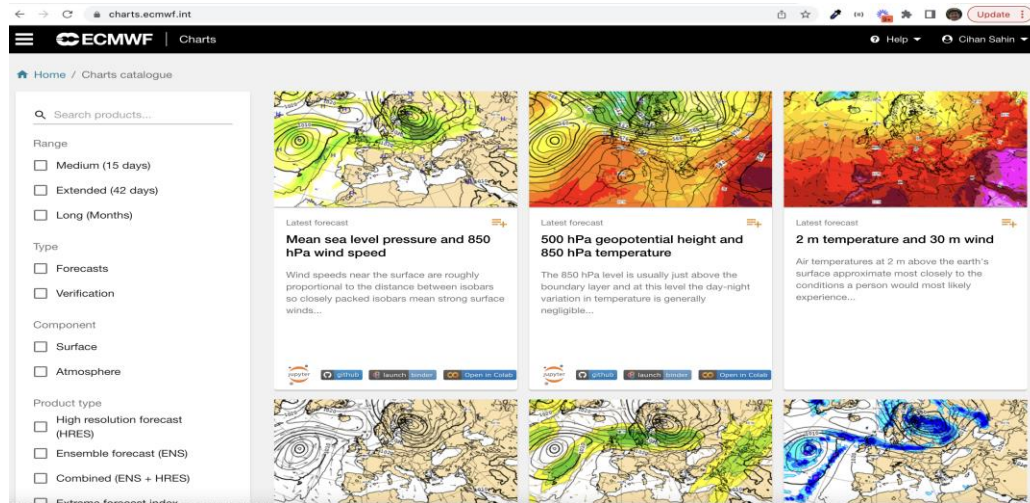 charts.ecmwf.int
Update
ECMWF | Charts
Help
Cihan Sahin
Home / Charts catalogue
Search products...
Range
Medium (15 days)
Extended (42 days)
Long (Months)
Type
Forecasts
Verification
Component
Surface
Atmosphere
Product type
High resolution forecast
(HRES)
Ensemble forecast (ENS)
Combined (ENS + HRES)
Extreme forecast index
Latest forecast
Mean sea level pressure and 850
hPa wind speed
Wind speeds near the surface are roughly
proportional to the distance between isobars
so closely packed isobars mean strong surface
winds...
jupyter
github
launch binder
Open in Colab
Latest forecast
500 hPa geopotential height and
850 hPa temperature
The 850 hPa level is usually just above the
boundary layer and at this level the day-night
variation in temperature is generally
negligible...
jupyter
github
launch binder
Open in Colab
Latest forecast
2 m temperature and 30 m wind
Air temperatures at 2 m above the earth's
surface approximate most closely to the
conditions a person would most likely
experience...